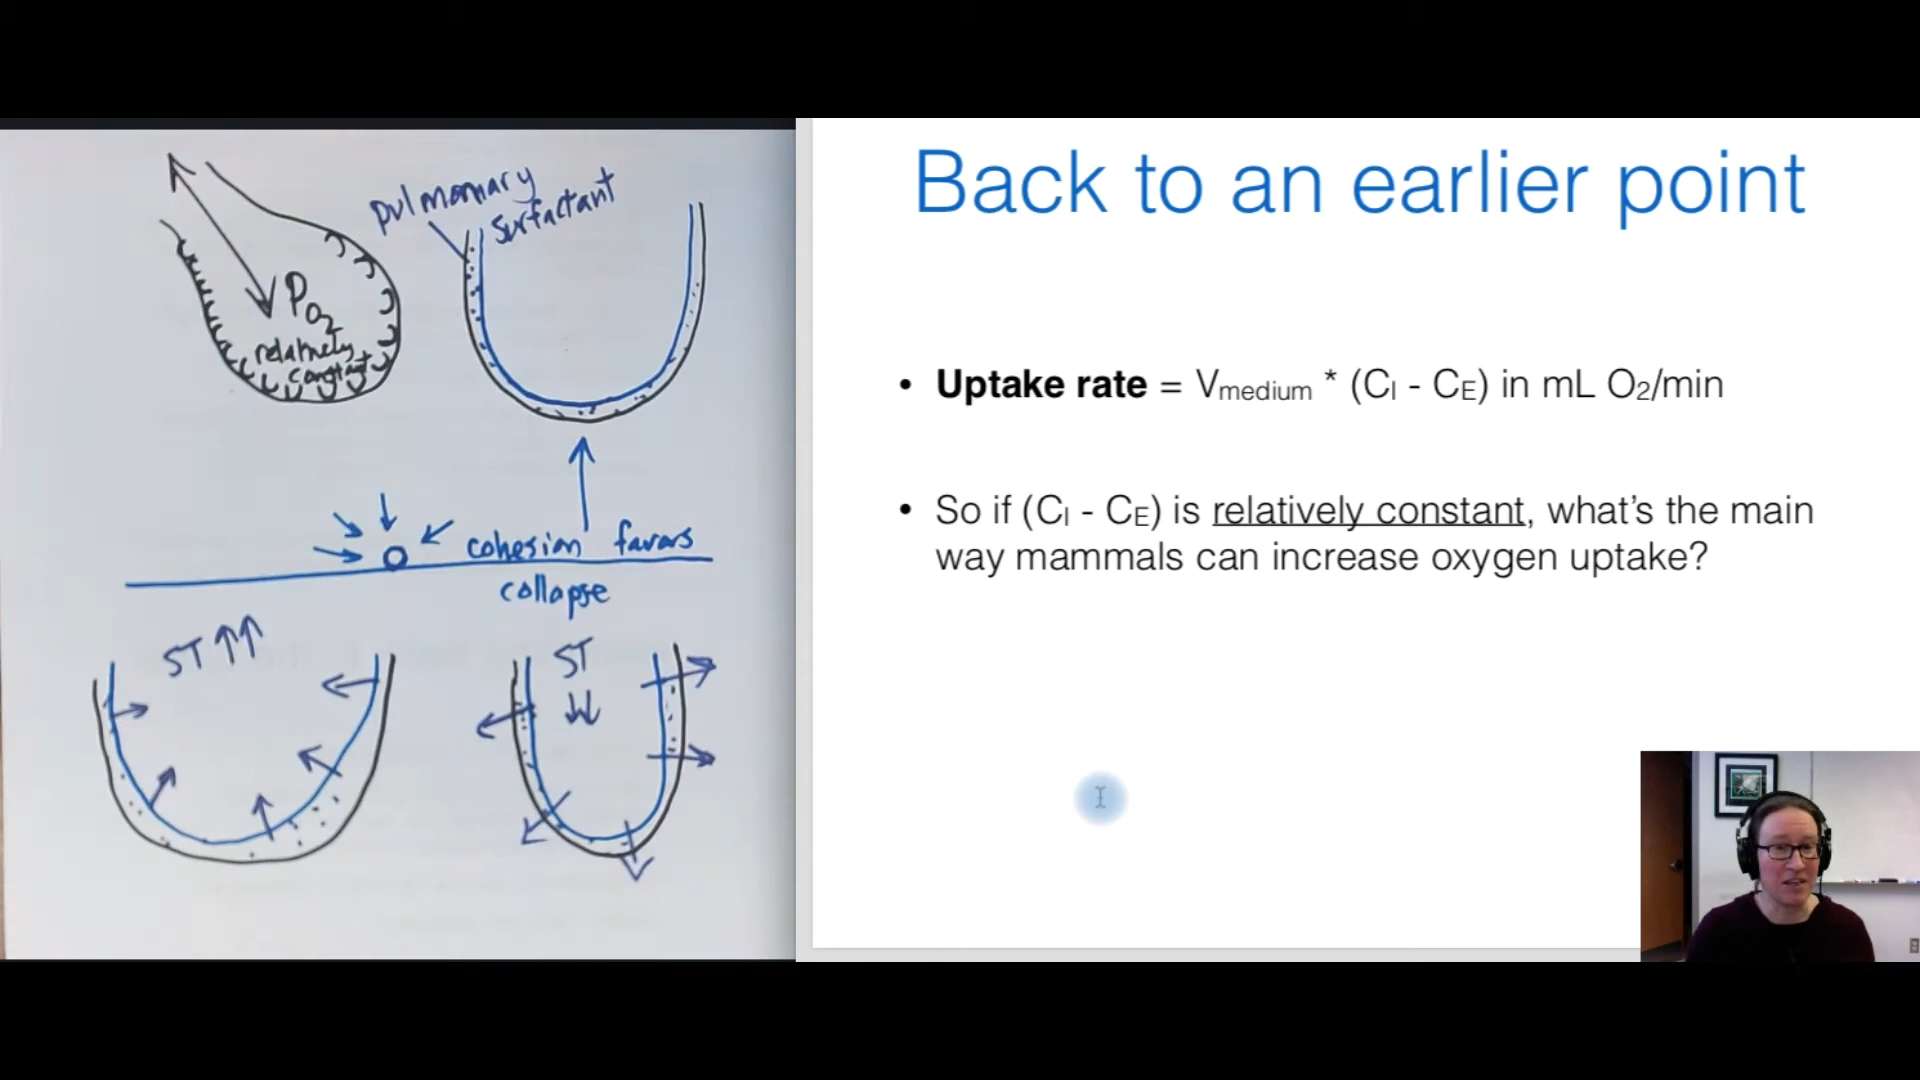 pulmonary
surfactant
PO2
relatively
constant
cohesion favors
collapse
ST ↑↑
ST
↓↓
Back to an earlier point
• Uptake rate = Vmedium * (CI - CE) in mL O2/min
• So if (CI - CE) is relatively constant, what’s the main
way mammals can increase oxygen uptake?